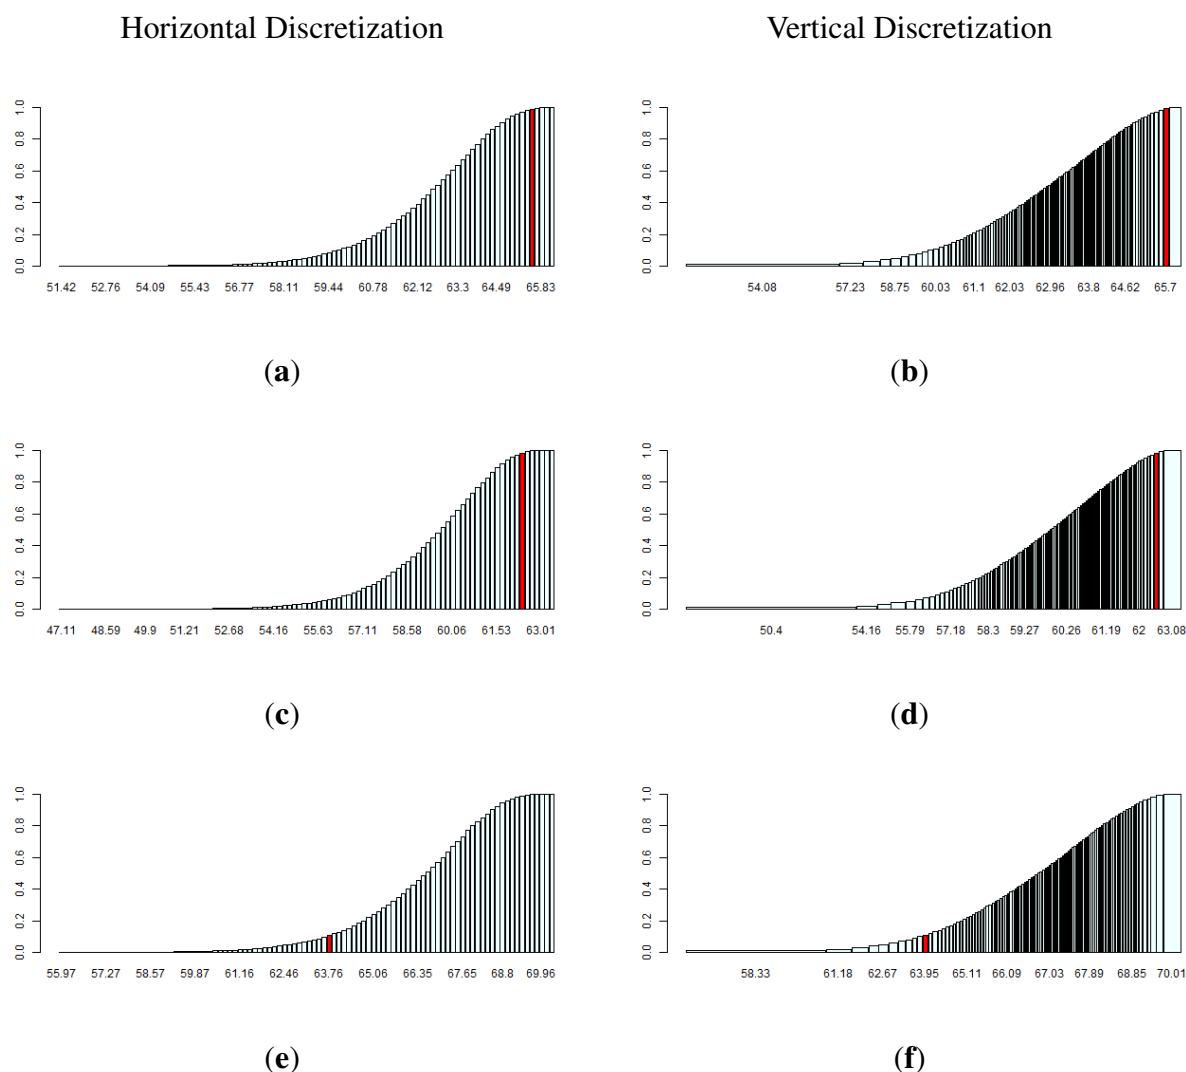 Horizontal Discretization
Vertical Discretization
0.0 0.2 0.4 0.6 0.8 1.0
51.42 52.76 54.09 55.43 56.77 58.11 59.44 60.78 62.12 63.3 64.49 65.83
(a)
0.0 0.2 0.4 0.6 0.8 1.0
54.08 57.23 58.75 60.03 61.1 62.03 62.96 63.8 64.62 65.7
(b)
0.0 0.2 0.4 0.6 0.8 1.0
47.11 48.59 49.9 51.21 52.68 54.16 55.63 57.11 58.58 60.06 61.53 63.01
(c)
0.0 0.2 0.4 0.6 0.8 1.0
50.4 54.16 55.79 57.18 58.3 59.27 60.26 61.19 62 63.08
(d)
0.0 0.2 0.4 0.6 0.8 1.0
55.97 57.27 58.57 59.87 61.16 62.46 63.76 65.06 66.35 67.65 68.8 69.96
(e)
0.0 0.2 0.4 0.6 0.8 1.0
58.33 61.18 62.67 63.95 65.11 66.09 67.03 67.89 68.85 70.01
(f)